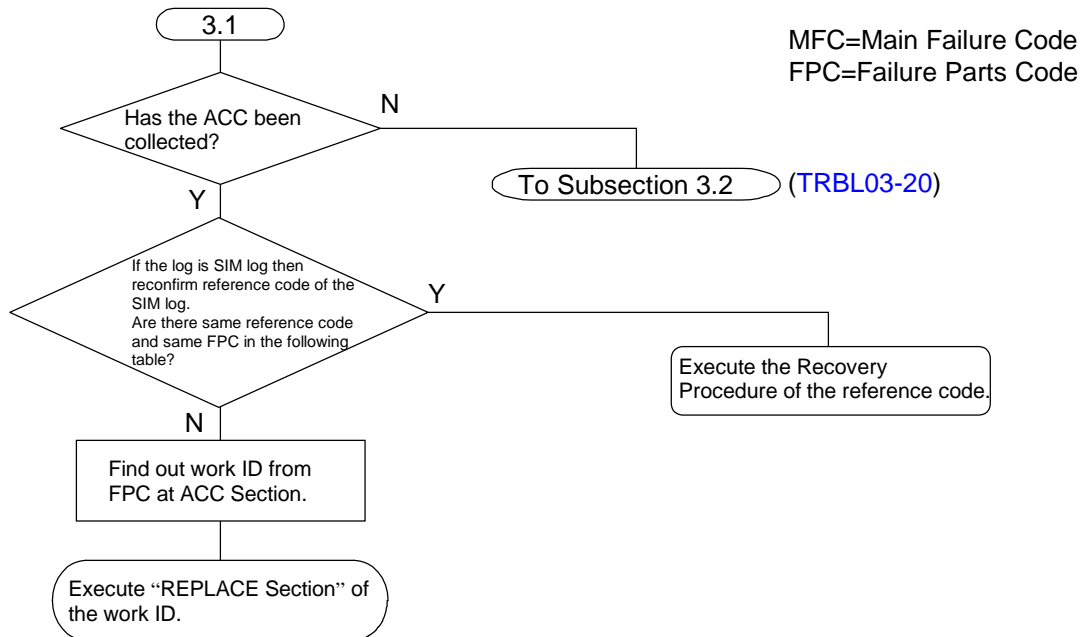 3.1
MFC=Main Failure Code
FPC=Failure Parts Code
Has the ACC been
collected?
N
To Subsection 3.2
(TRBL03-20)
Y
If the log is SIM log then
reconfirm reference code of the
SIM log.
Are there same reference code
and same FPC in the following
table?
Y
Execute the Recovery
Procedure of the reference code.
N
Find out work ID from
FPC at ACC Section.
Execute “REPLACE Section” of
the work ID.